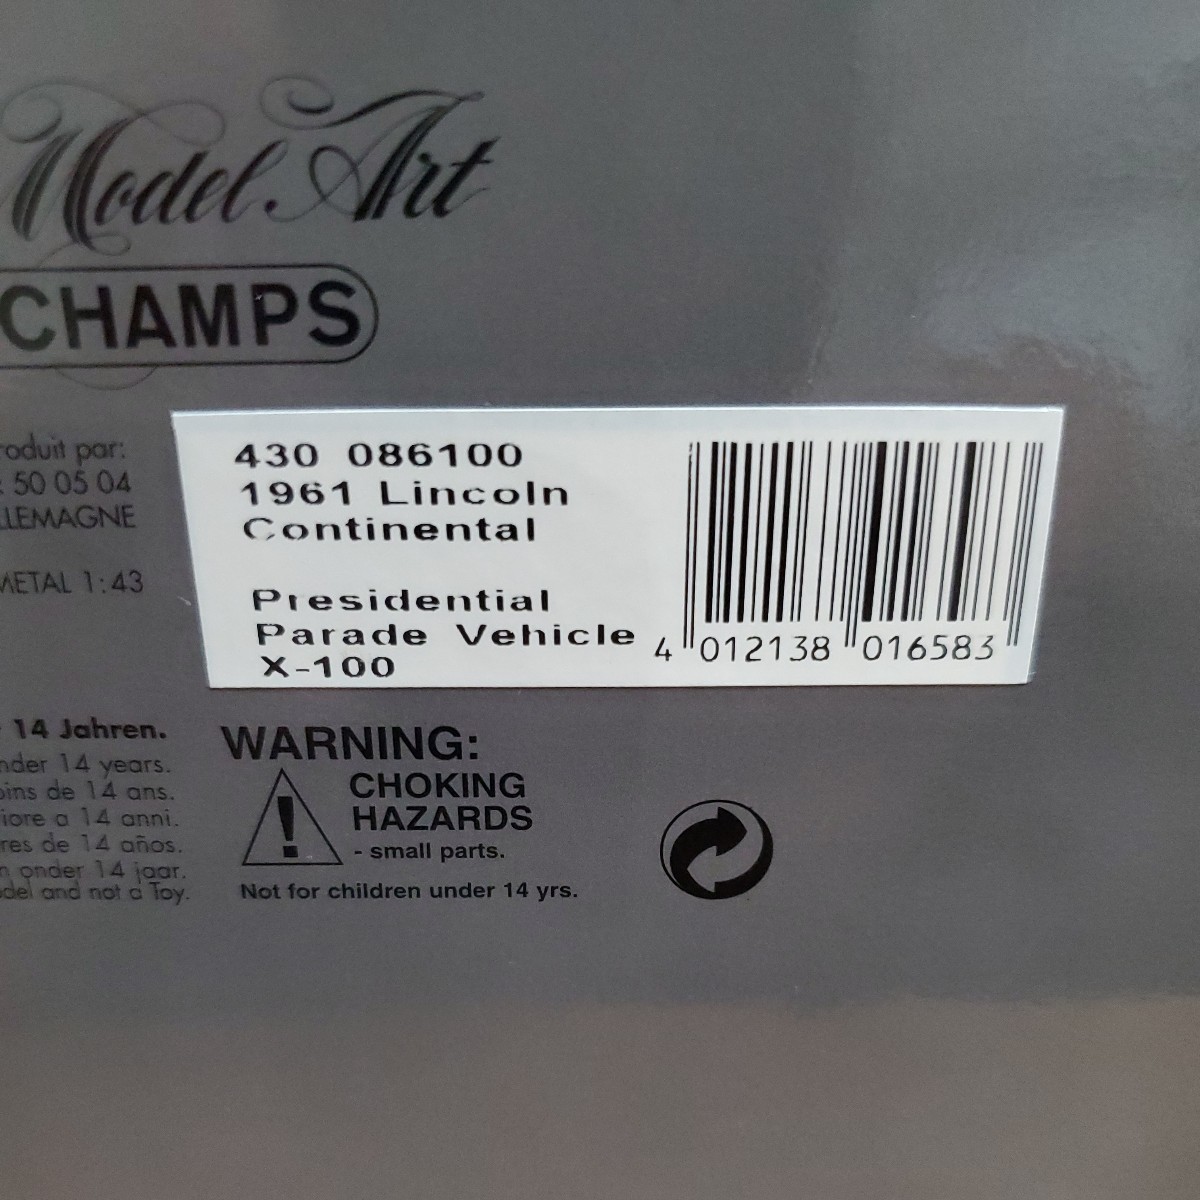 Model Art
CHAMPS
roduit par:
50 05 04
LLEMAGNE
METAL 1:43
430 086100
1961 Lincoln
Continental
Presidential
Parade Vehicle
X-100
4 012138 016583
14 Jahren.
nder 14 years.
oins de 14 ans.
iore a 14 anni.
res de 14 años.
n onder 14 jaar.
del and not a Toy.
WARNING:
CHOKING
HAZARDS
- small parts.
Not for children under 14 yrs.